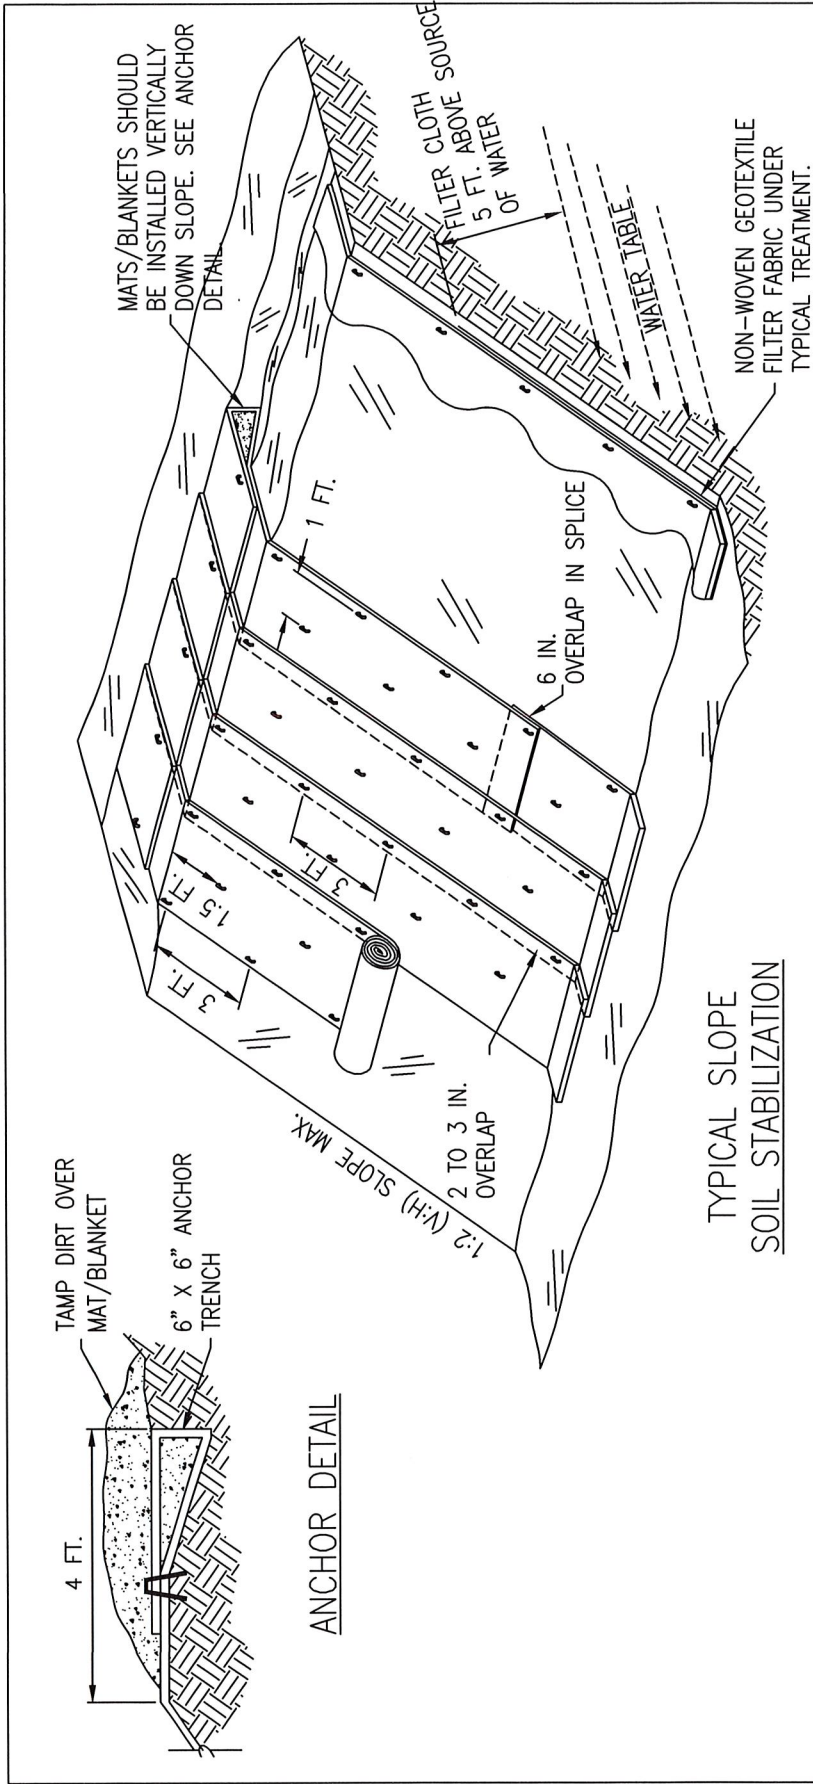 TAMP DIRT OVER
MAT/BLANKET
4 FT.
6" X 6" ANCHOR
TRENCH
ANCHOR DETAIL
MATS/BLANKETS SHOULD
BE INSTALLED VERTICALLY
DOWN SLOPE. SEE ANCHOR
DETAIL.
1 FT.
1.5 FT.
3 FT.
3 FT.
1:2 (V:H) SLOPE MAX.
2 TO 3 IN.
OVERLAP
6 IN.
OVERLAP IN SPLICE
FILTER CLOTH
5 FT. ABOVE SOURCE
OF WATER
WATER TABLE
NON-WOVEN GEOTEXTILE
FILTER FABRIC UNDER
TYPICAL TREATMENT.
TYPICAL SLOPE
SOIL STABILIZATION